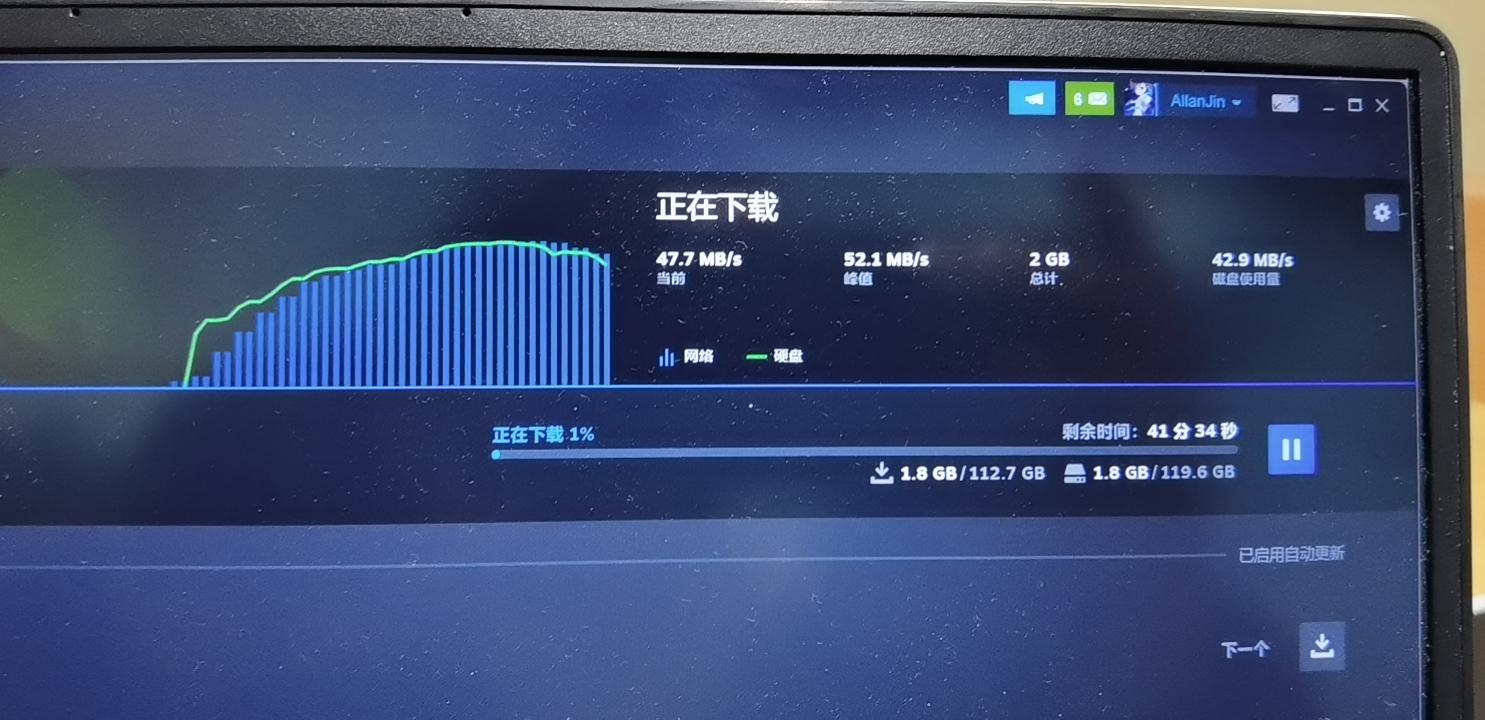 6
AllanJin
正在下载
47.7 MB/s 52.1 MB/s 2 GB 42.9 MB/s
当前 峰值 总计 磁盘使用量
网络 硬盘
正在下载 1% 剩余时间: 41 分 34 秒
1.8 GB/112.7 GB 1.8 GB/119.6 GB
已启用自动更新
下一个